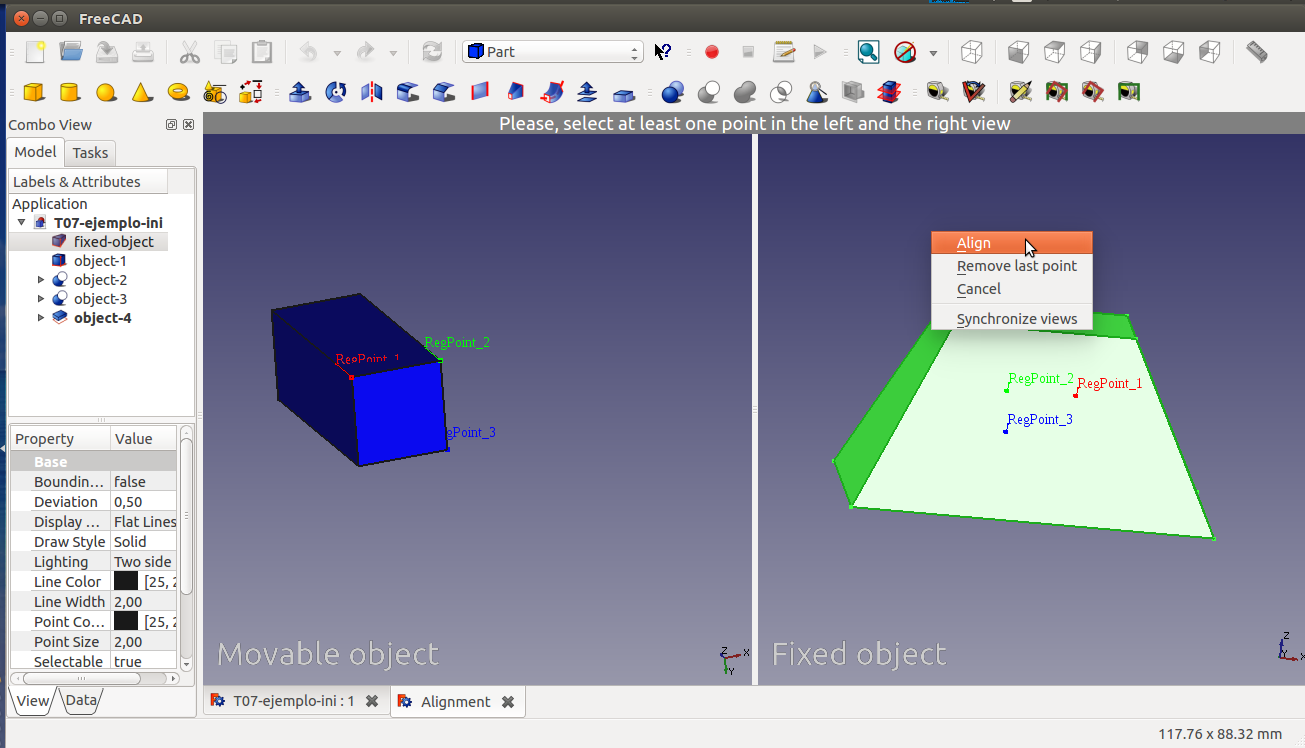 FreeCAD
Part
Combo View
Please, select at least one point in the left and the right view
Model
Tasks
Labels & Attributes
Application
T07-ejemplo-ini
fixed-object
object-1
object-2
object-3
object-4
Property Value
Base
Boundin... false
Deviation 0,50
Display ... Flat Lines
Draw Style Solid
Lighting Two side
Line Color [25, 2
Line Width 2,00
Point Co... [25, 2
Point Size 2,00
Selectable true
View
Data
RegPoint_1
RegPoint_2
gPoint_3
Movable object
Z
X
Y
Align
Remove last point
Cancel
Synchronize views
RegPoint_2
RegPoint_1
RegPoint_3
Fixed object
Z
X
T07-ejemplo-ini : 1
Alignment
117.76 x 88.32 mm